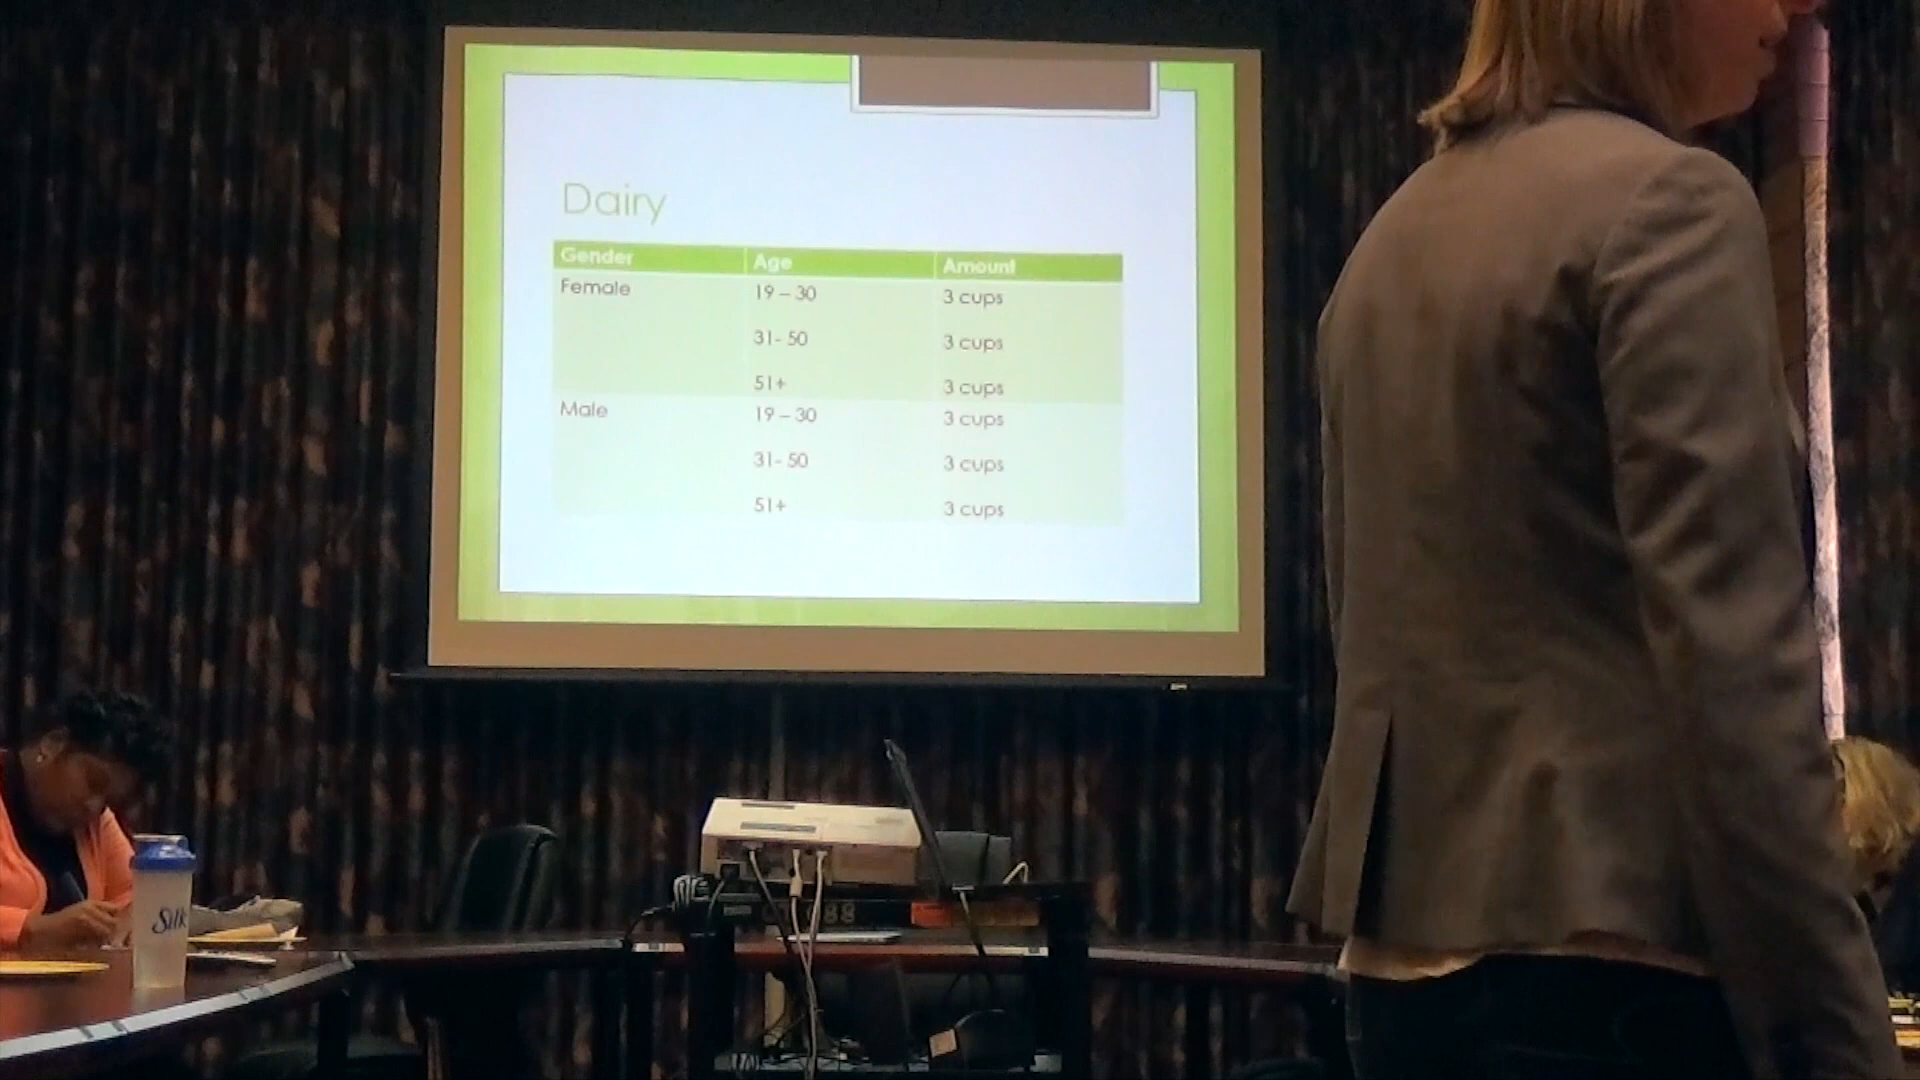 Dairy
Gender Age Amount
Female 19 – 30 3 cups
31- 50 3 cups
51+ 3 cups
Male 19 – 30 3 cups
31- 50 3 cups
51+ 3 cups
Silk